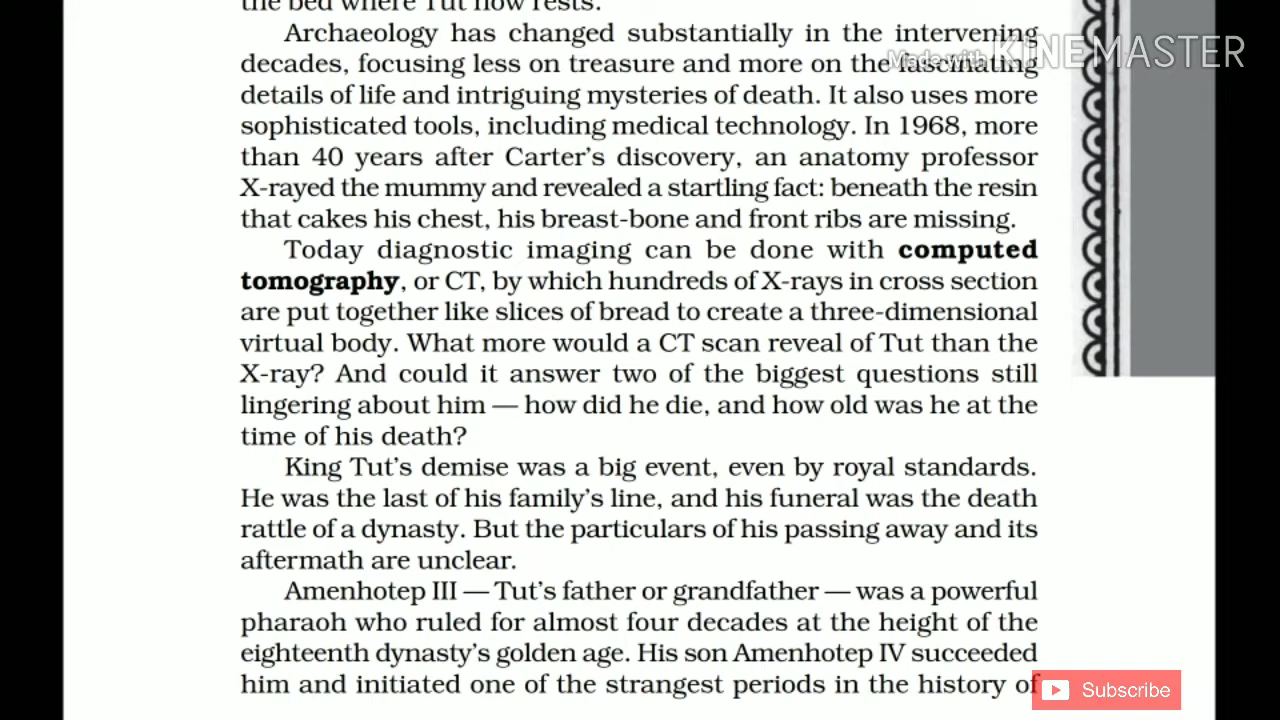 the bed where Tut now rests.
Archaeology has changed substantially in the intervening
Made with KINEMASTER
decades, focusing less on treasure and more on the fascinating
details of life and intriguing mysteries of death. It also uses more
sophisticated tools, including medical technology. In 1968, more
than 40 years after Carter's discovery, an anatomy professor
X-rayed the mummy and revealed a startling fact: beneath the resin
that cakes his chest, his breast-bone and front ribs are missing.
Today diagnostic imaging can be done with computed
tomography, or CT, by which hundreds of X-rays in cross section
are put together like slices of bread to create a three-dimensional
virtual body. What more would a CT scan reveal of Tut than the
X-ray? And could it answer two of the biggest questions still
lingering about him — how did he die, and how old was he at the
time of his death?
King Tut's demise was a big event, even by royal standards.
He was the last of his family's line, and his funeral was the death
rattle of a dynasty. But the particulars of his passing away and its
aftermath are unclear.
Amenhotep III — Tut's father or grandfather — was a powerful
pharaoh who ruled for almost four decades at the height of the
eighteenth dynasty's golden age. His son Amenhotep IV succeeded
him and initiated one of the strangest periods in the history of
Subscribe